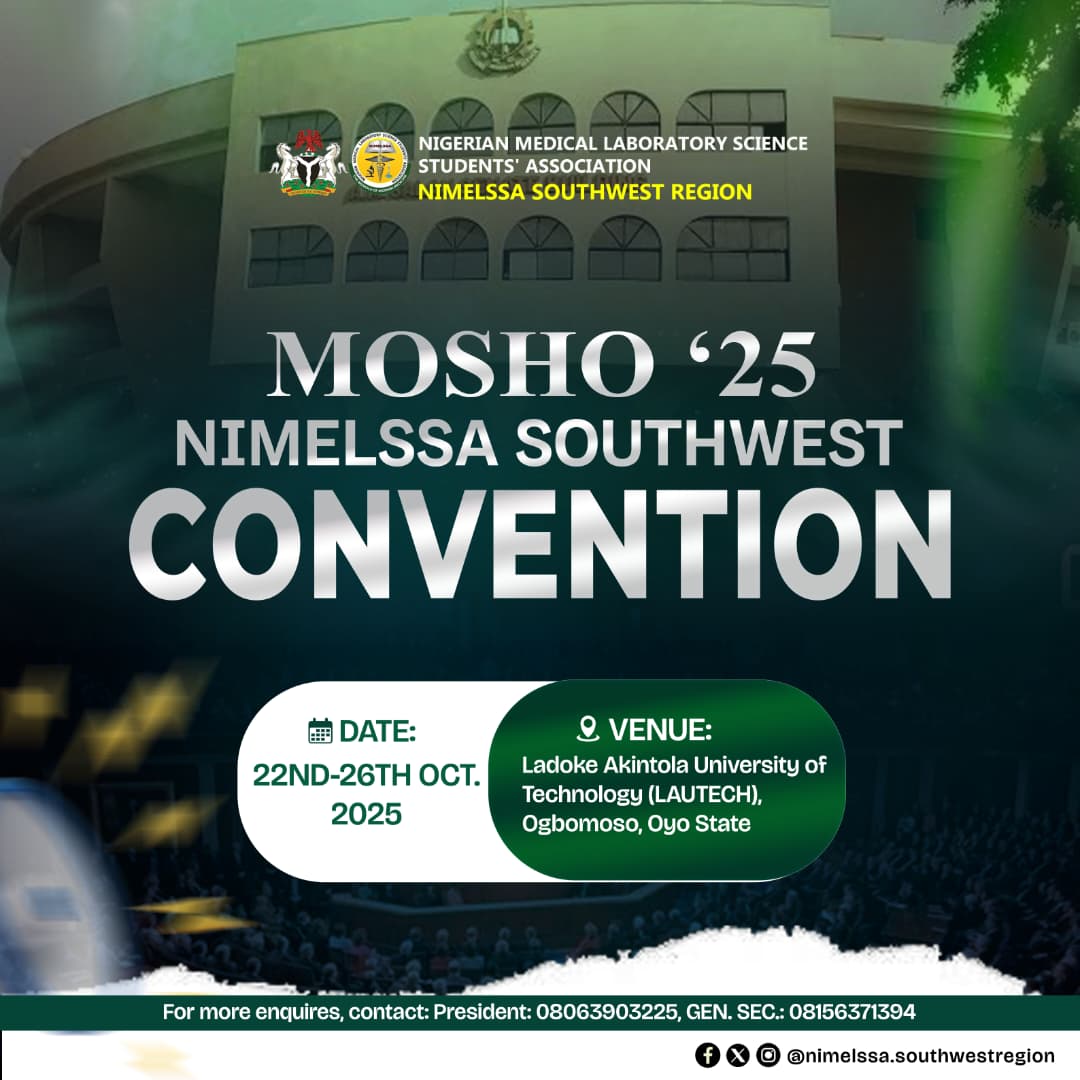 NIGERIAN MEDICAL LABORATORY SCIENCE
STUDENTS' ASSOCIATION
NIMELSSA SOUTHWEST REGION
MOSHO ‘25
NIMELSSA SOUTHWEST
CONVENTION
DATE:
22ND-26TH OCT.
2025
VENUE:
Ladoke Akintola University of
Technology (LAUTECH),
Ogbomoso, Oyo State
For more enquires, contact: President: 08063903225, GEN. SEC.: 08156371394
@nimelssa.southwestregion